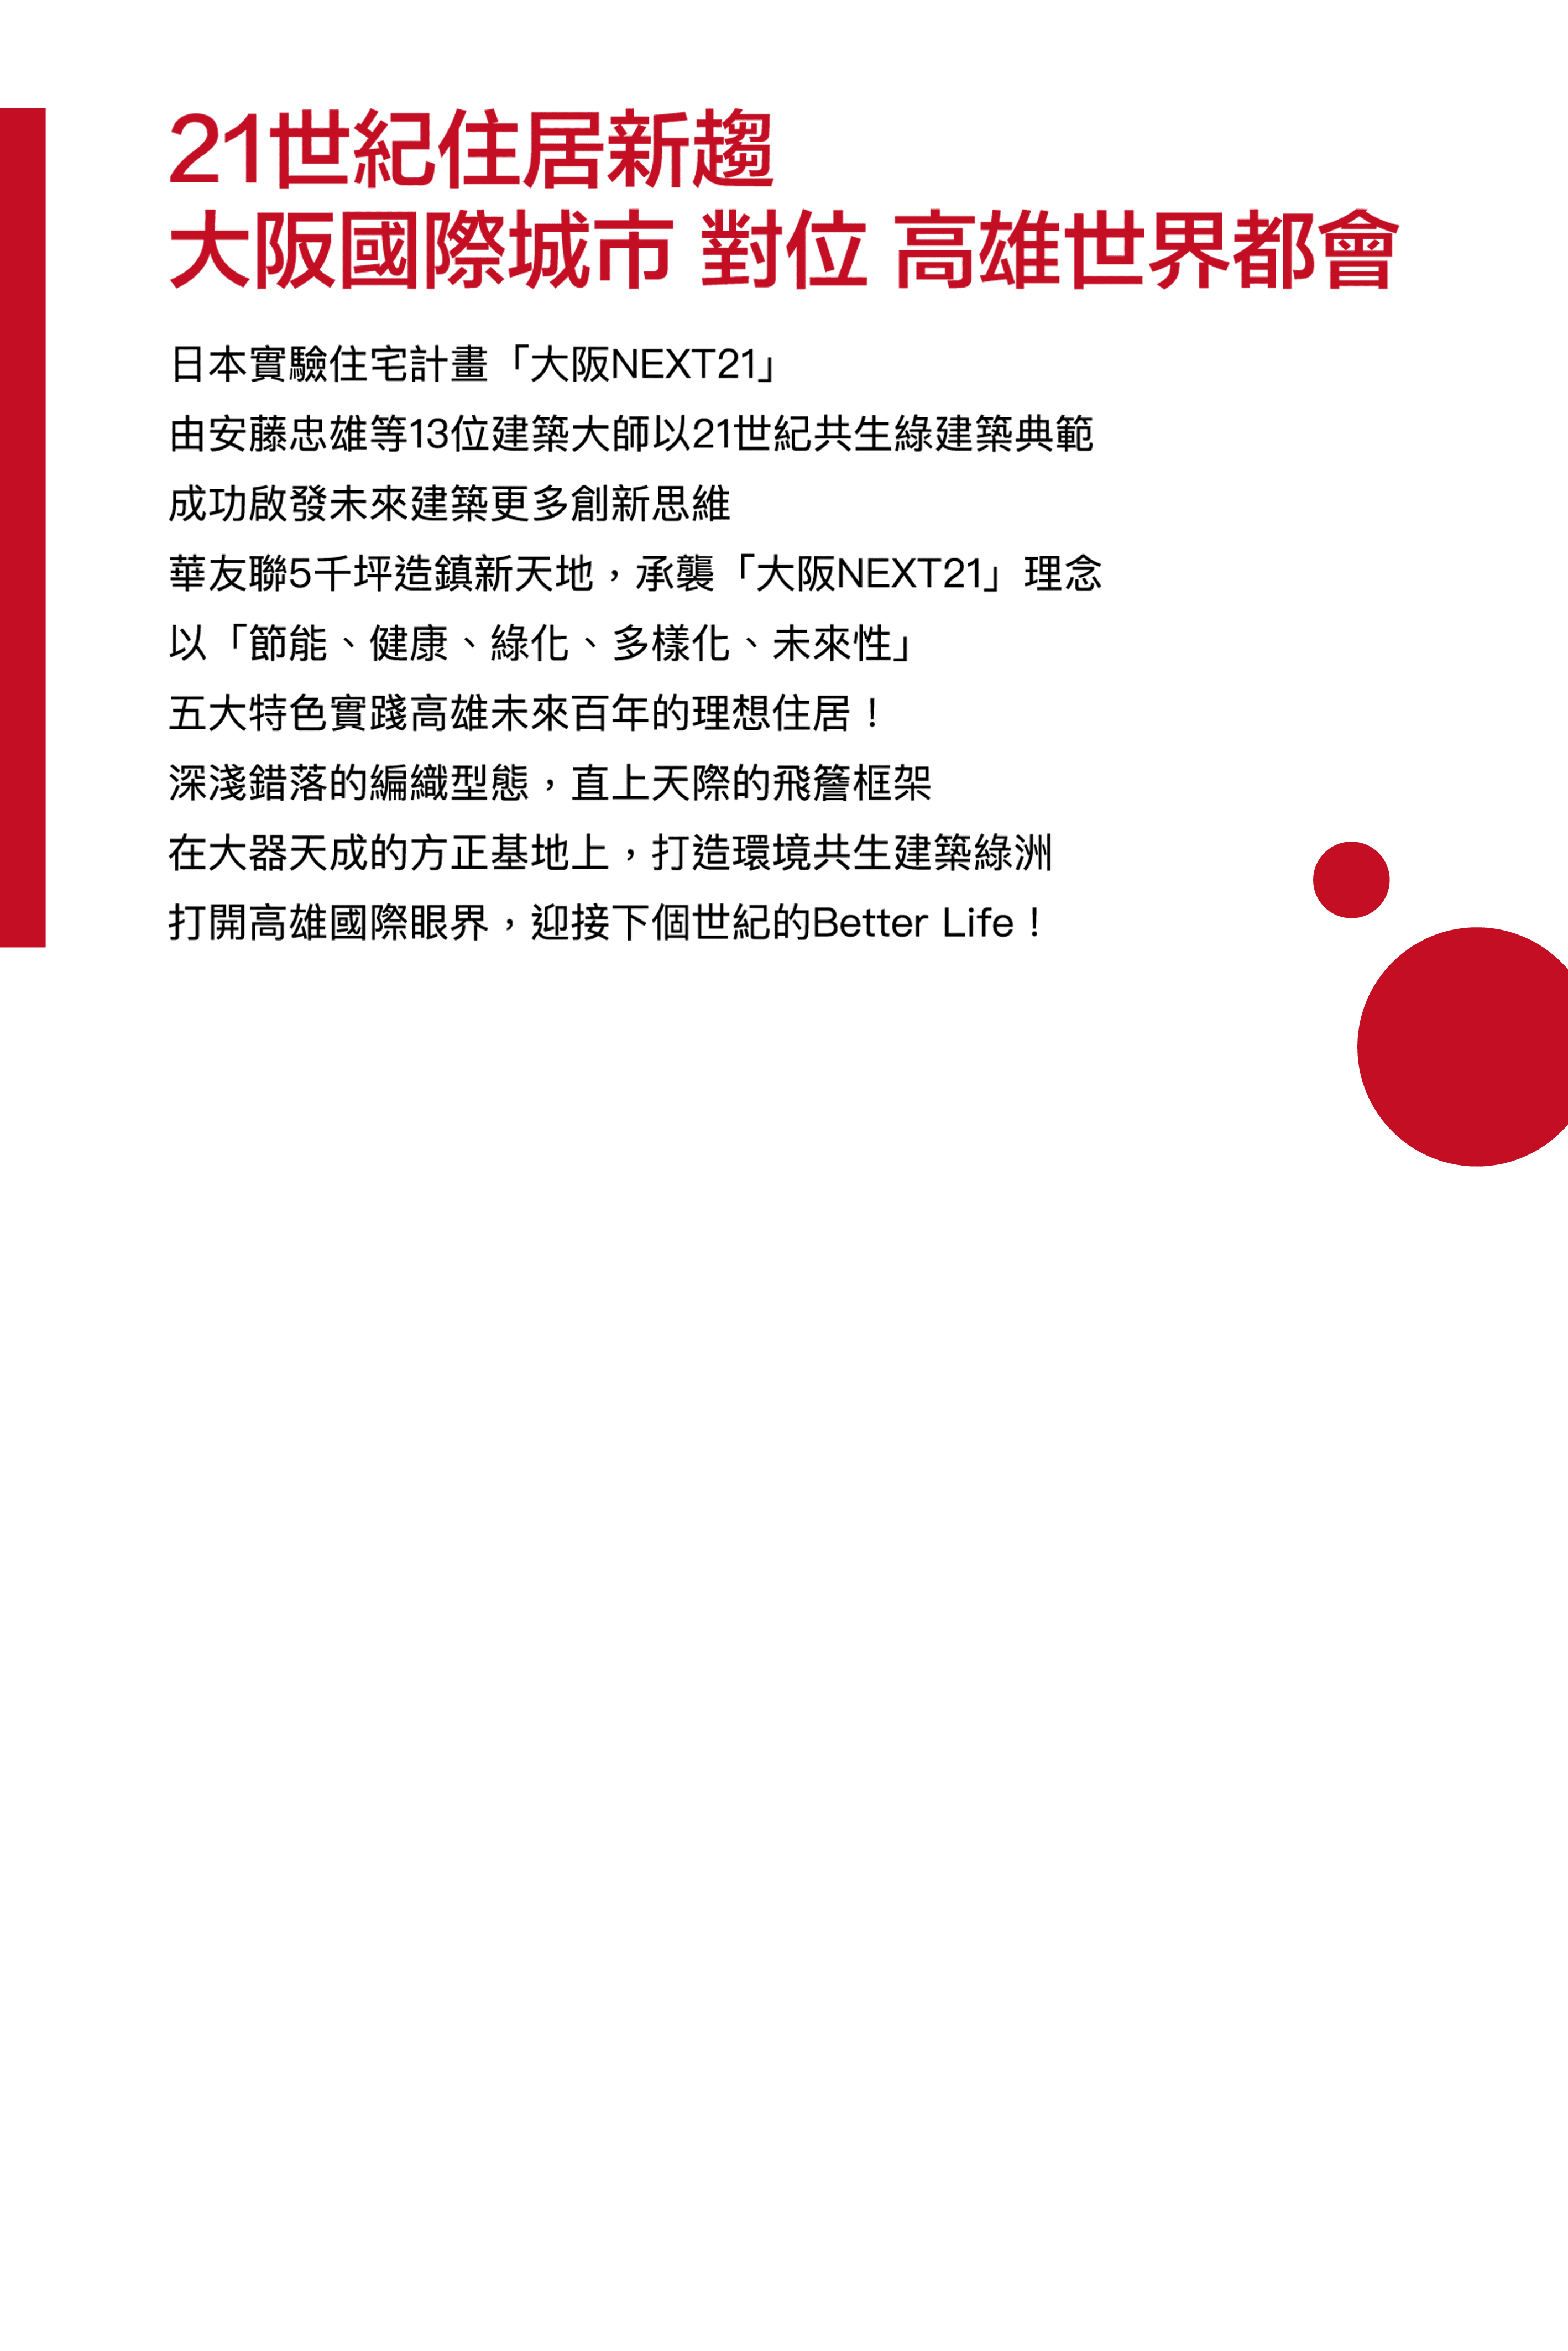 21世紀住居新趨
大阪國際城市 對位 高雄世界都會
日本實驗住宅計畫「大阪NEXT21」
由安藤忠雄等13位建築大師以21世紀共生綠建築典範
成功啟發未來建築更多創新思維
華友聯5千坪造鎮新天地，承襲「大阪NEXT21」理念
以「節能、健康、綠化、多樣化、未來性」
五大特色實踐高雄未來百年的理想住居！
深淺錯落的編織型態，直上天際的飛簷框架
在大器天成的方正基地上，打造環境共生建築綠洲
打開高雄國際眼界，迎接下個世紀的Better Life！